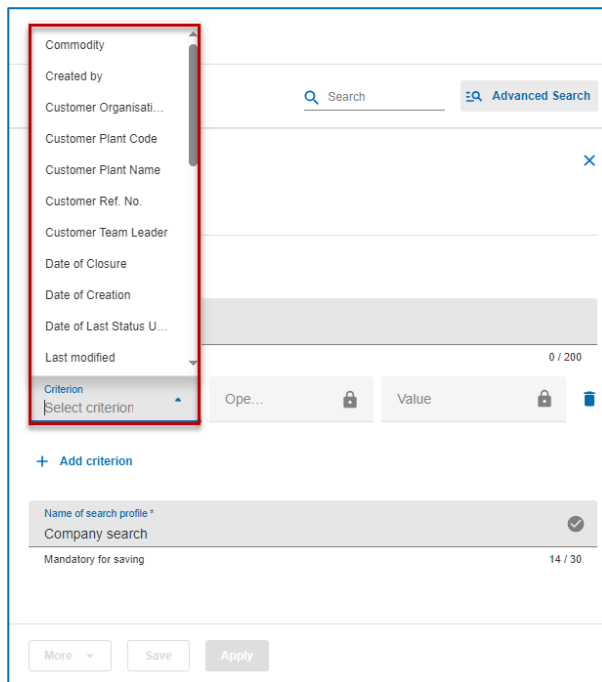 Commodity
Created by
Customer Organisati...
Customer Plant Code
Customer Plant Name
Customer Ref. No.
Customer Team Leader
Date of Closure
Date of Creation
Date of Last Status U...
Last modified
Search
Advanced Search
0 / 200
Criterion
Select criterion
Ope...
Value
Add criterion
Name of search profile *
Company search
Mandatory for saving
14 / 30
More
Save
Apply